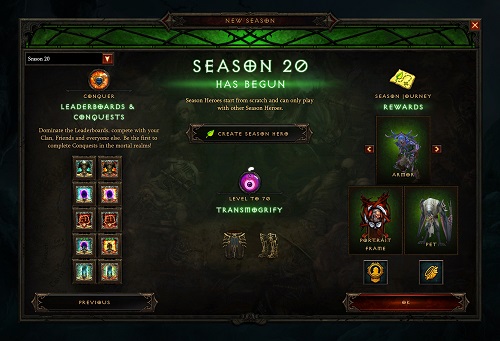 NEW SEASON
Season 20
CONQUER
LEADERBOARDS &
CONQUESTS
Dominate the Leaderboards, compete with your
Clan, Friends and everyone else. Be the first to
complete Conquests in the mortal realms!
PREVIOUS
SEASON 20
HAS BEGUN
Season Heroes start from scratch and can only play
with other Season Heroes.
CREATE SEASON HERO
LEVEL TO 70
TRANSMOGRIFY
SEASON JOURNEY
REWARDS
ARMOR
PORTRAIT
FRAME
PET
OK